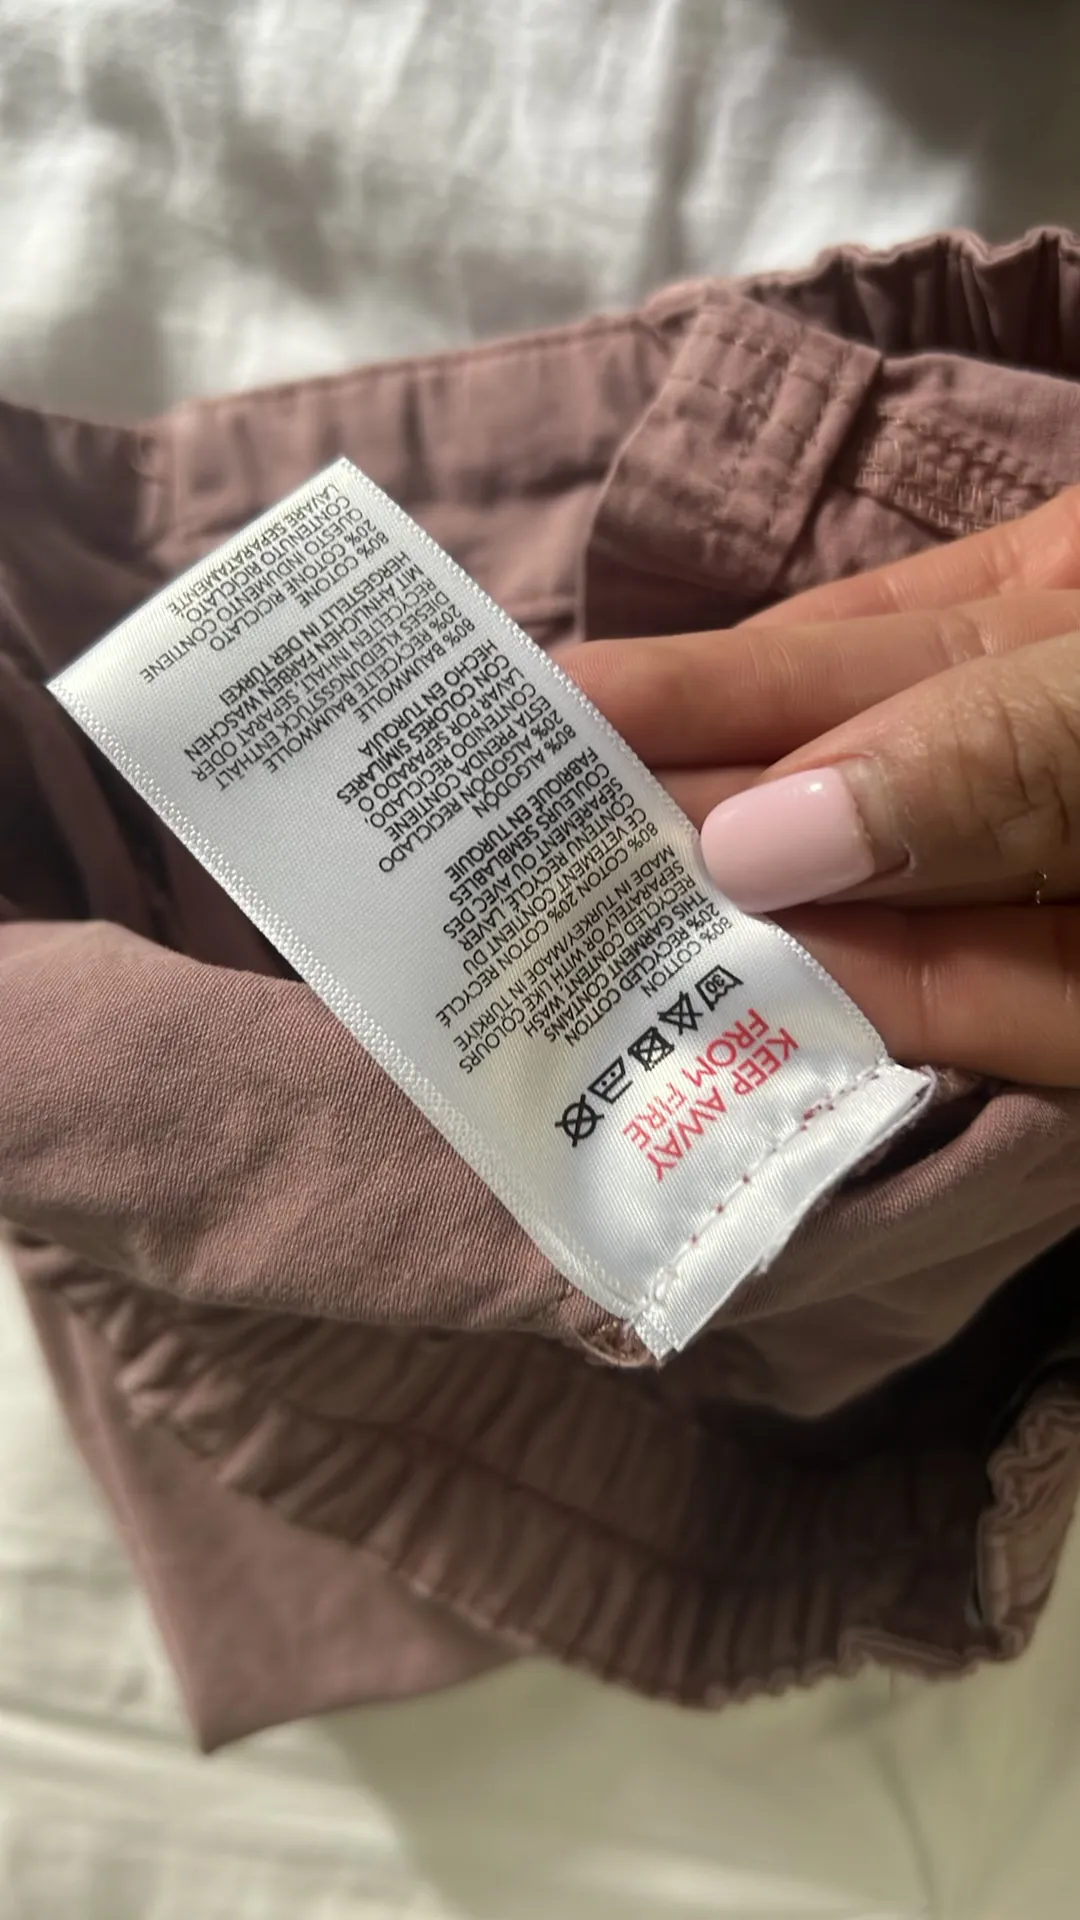 KEEP AWAY
FROM FIRE
30
80% COTTON
20% RECYCLED COTTON
THIS GARMENT CONTAINS
RECYCLED CONTENT WASH
SEPARATELY OR WITH LIKE COLOURS
MADE IN TURKEY/MADE IN TÜRKİYE
80% COTON 20% COTON RECYCLÉ
CE VETEMENT CONTIENT DU
CONTENU RECYCLÉ. LAVER
SÉPARÉMENT OU AVEC DES
COULEURS SEMBLABLES
FABRIQUÉ EN TURQUIE
80% ALGODÓN
20% ALGODÓN RECICLADO
ESTA PRENDA CONTIENE
CONTENIDO RECICLADO,
LAVAR POR SEPARADO O
CON COLORES SIMILARES
HECHO EN TURQUÍA
80% BAUMWOLLE
20% RECYCELTE BAUMWOLLE
DIESES KLEIDUNGSSTÜCK ENTHÄLT
RECYCELTEN INHALT. SEPARAT ODER
MIT ÄHNLICHEN FARBEN WASCHEN
HERGESTELLT IN DER TÜRKEI
80% COTONE
20% COTONE RICICLATO
QUESTO INDUMENTO CONTIENE
CONTENUTO RICICLATO
LAVARE SEPARATAMENTE